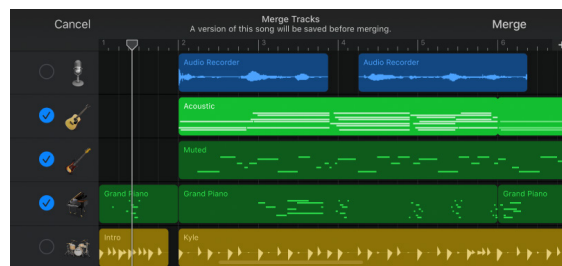 Cancel
Merge Tracks
Merge
A version of this song will be saved before merging.
1 2 3 4 5 6
Audio Recorder Audio Recorder
Acoustic
Muted
Grand Piano Grand Piano Grand Piano
Intro Kyle